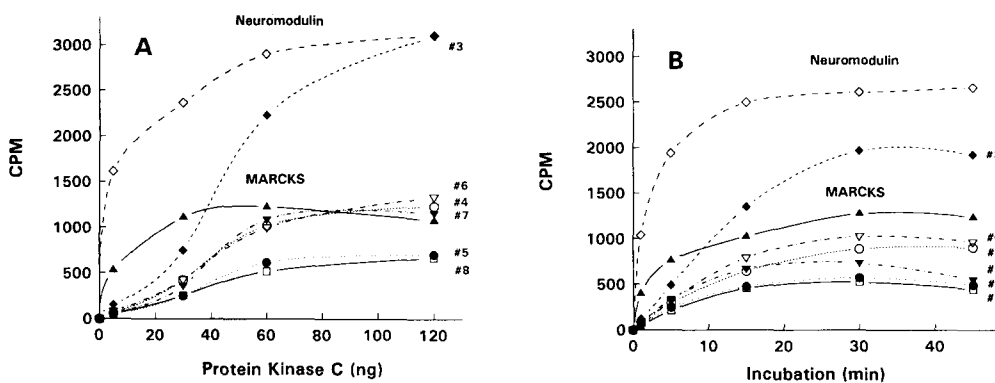 Neuromodulin
A
3000
2500
2000
1500
1000
500
0
CPM
#3
MARCKS
#6
#4
#7
#5
#8
0 20 40 60 80 100 120
Protein Kinase C (ng)
B
Neuromodulin
3000
2500
2000
1500
1000
500
0
CPM
MARCKS
#
#
#
#
#
#
0 10 20 30 40
Incubation (min)